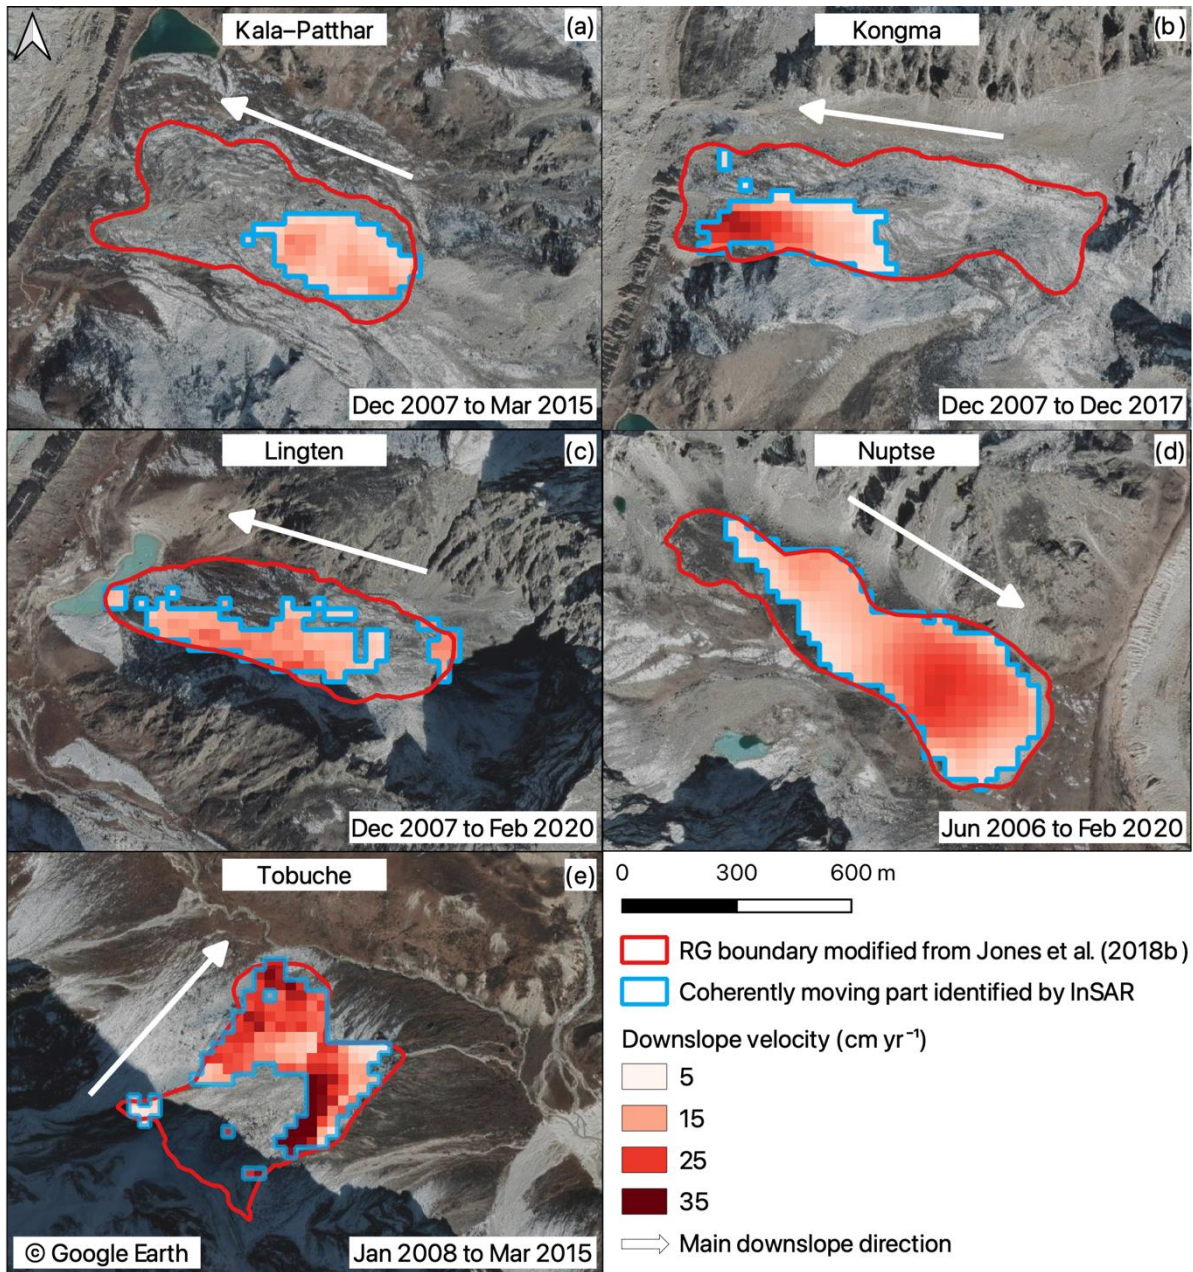 Kala–Patthar
(a)
Dec 2007 to Mar 2015
Kongma
(b)
Dec 2007 to Dec 2017
Lingten
(c)
Dec 2007 to Feb 2020
Nuptse
(d)
Jun 2006 to Feb 2020
Tobuche
(e)
© Google Earth
Jan 2008 to Mar 2015
0 300 600 m
RG boundary modified from Jones et al. (2018b)
Coherently moving part identified by InSAR
Downslope velocity (cm yr⁻¹)
5
15
25
35
Main downslope direction